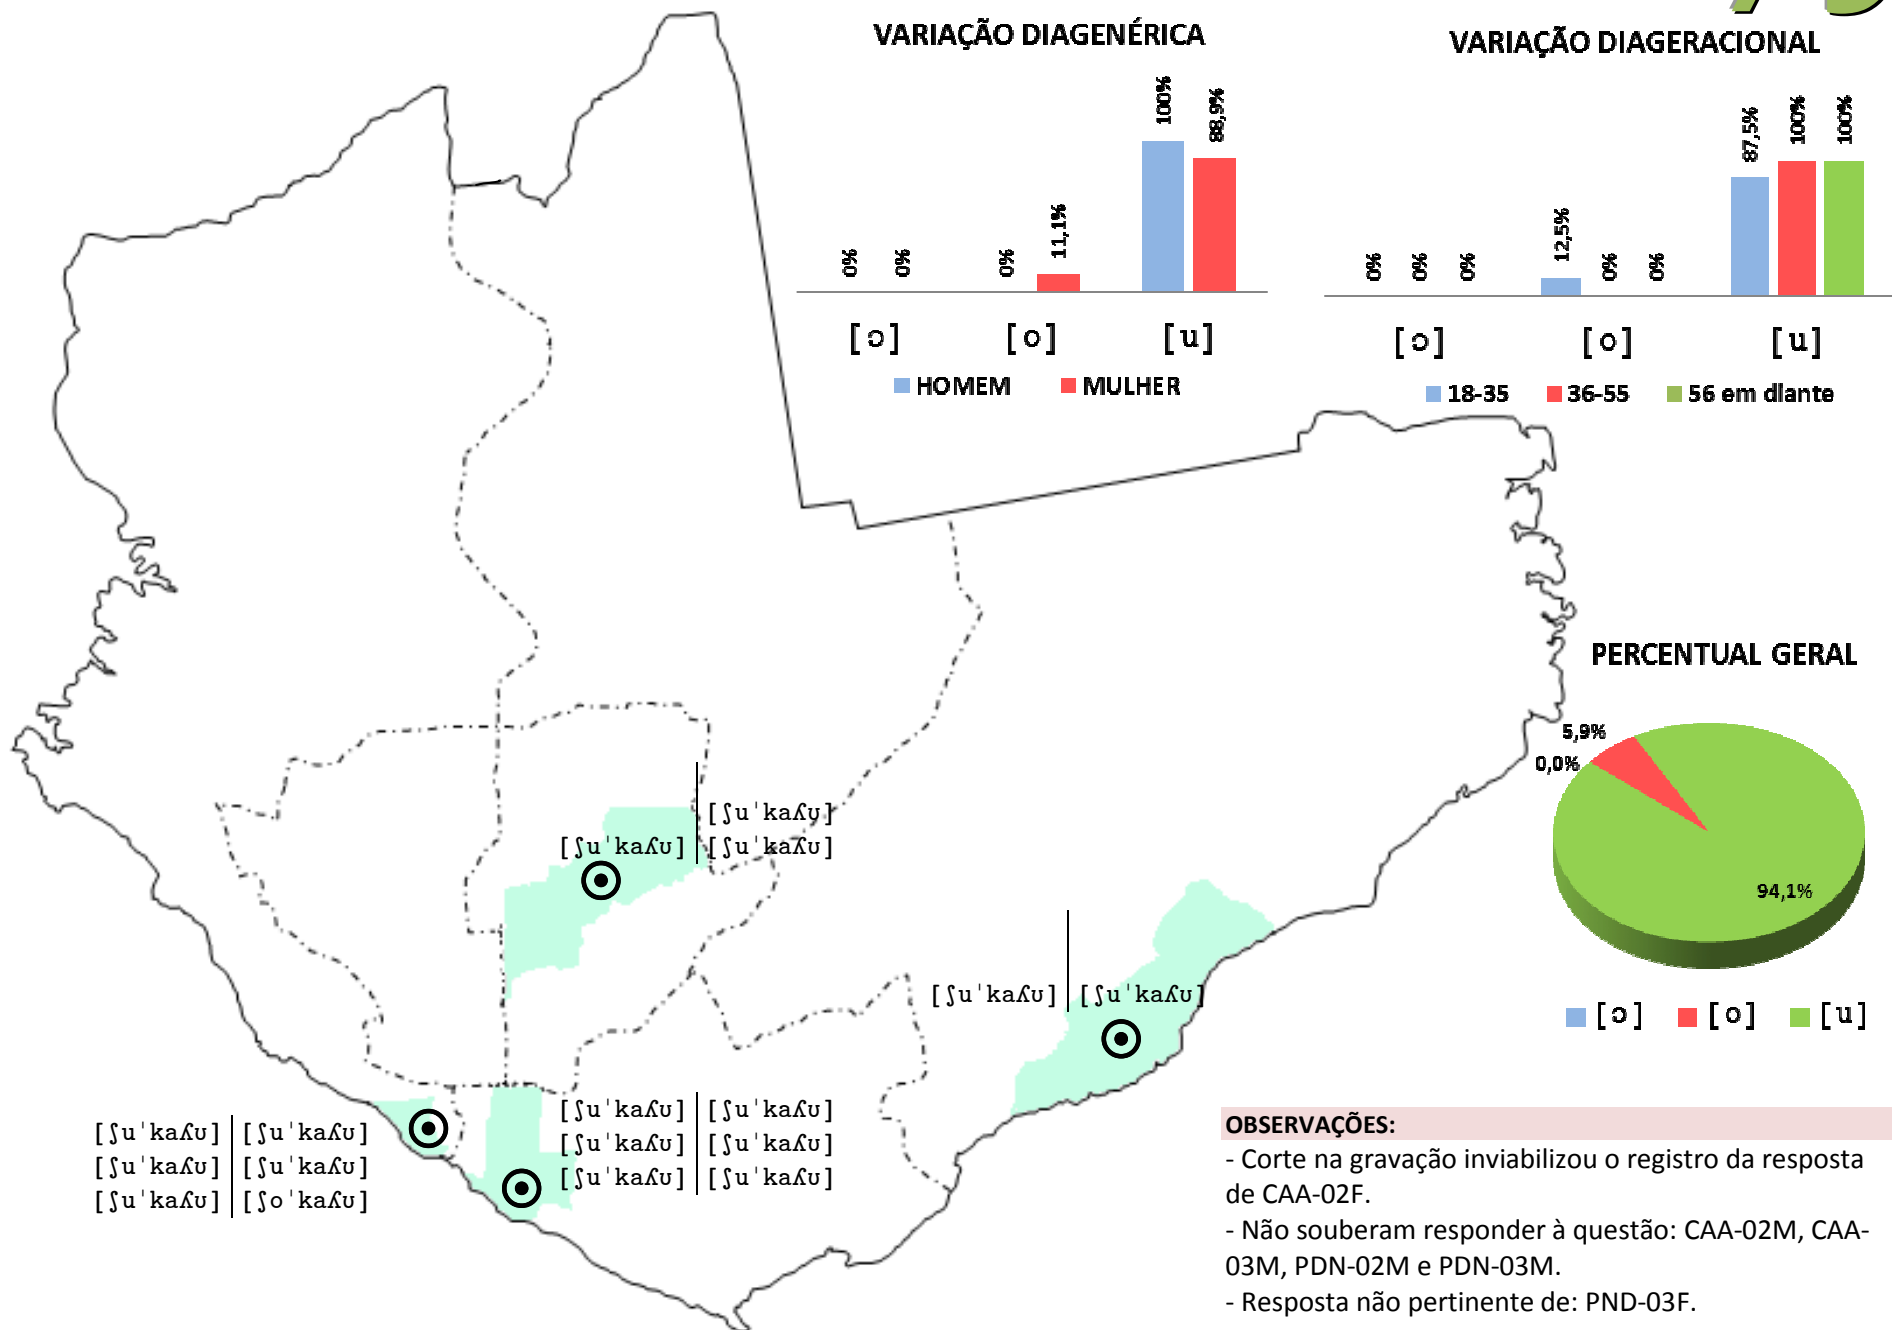 VARIAÇÃO DIAGENÉRICA
0%
0%
0%
11,1%
100%
88,9%
[ɔ] [o] [u]
HOMEM MULHER
VARIAÇÃO DIAGERACIONAL
0%
0%
0%
12,5%
0%
0%
87,5%
100%
100%
[ɔ] [o] [u]
18-35 36-55 56 em diante
PERCENTUAL GERAL
5,9%
0,0%
94,1%
[ɔ] [o] [u]
[ʃuˈkaʎʊ]
[ʃuˈkaʎʊ] [ʃuˈkaʎʊ]
[ʃuˈkaʎʊ] [ʃuˈkaʎʊ]
[ʃuˈkaʎʊ] [ʃuˈkaʎʊ]
[ʃuˈkaʎʊ] [ʃuˈkaʎʊ]
[ʃuˈkaʎʊ] [ʃoˈkaʎʊ]
[ʃuˈkaʎʊ] [ʃuˈkaʎʊ]
[ʃuˈkaʎʊ] [ʃuˈkaʎʊ]
[ʃuˈkaʎʊ] [ʃuˈkaʎʊ]
OBSERVAÇÕES:
- Corte na gravação inviabilizou o registro da resposta
de CAA-02F.
- Não souberam responder à questão: CAA-02M, CAA-
03M, PDN-02M e PDN-03M.
- Resposta não pertinente de: PND-03F.